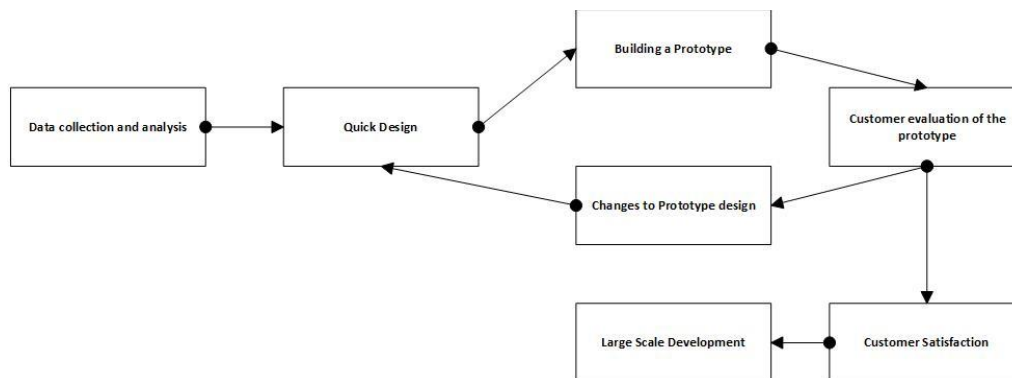 Building a Prototype
Data collection and analysis
Quick Design
Customer evaluation of the
prototype
Changes to Prototype design
Large Scale Development
Customer Satisfaction